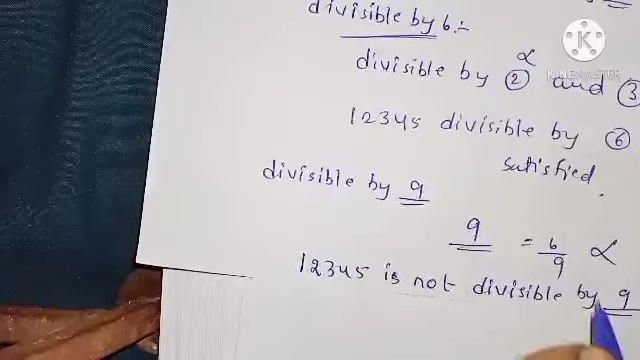 divisible by 6:-
∝
divisible by 2 and 3
12345 divisible by 6
satisfied.
divisible by 9
9 = 6/9 ∝
12345 is not divisible by 9
KINEMASTER